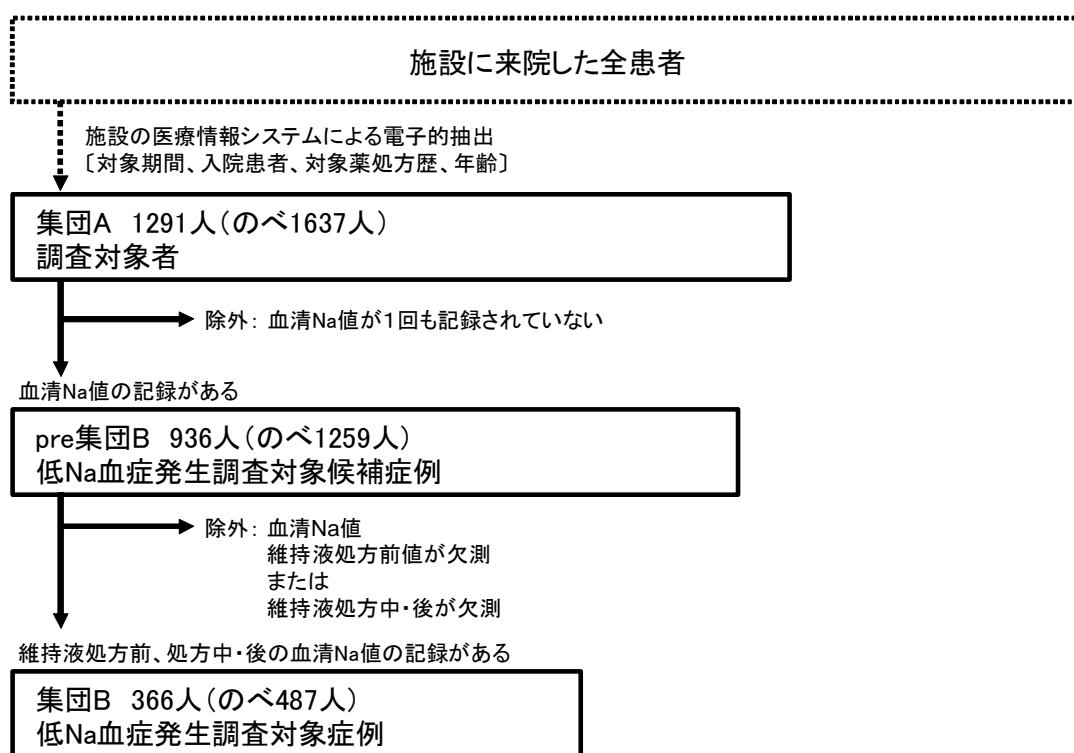 施設に来院した全患者
施設の医療情報システムによる電子的抽出
〔対象期間、入院患者、対象薬処方歴、年齢〕
集団A 1291人(のべ1637人)
調査対象者
除外: 血清Na値が1回も記録されていない
血清Na値の記録がある
pre集団B 936人(のべ1259人)
低Na血症発生調査対象候補症例
除外: 血清Na値
維持液処方前値が欠測
または
維持液処方中・後が欠測
維持液処方前、処方中・後の血清Na値の記録がある
集団B 366人(のべ487人)
低Na血症発生調査対象症例